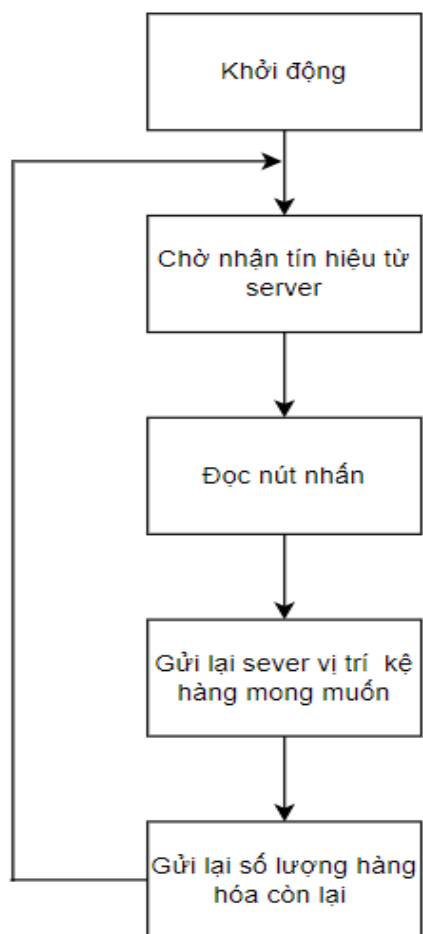 Khởi động
Chờ nhận tín hiệu từ
server
Đọc nút nhấn
Gửi lại sever vị trí kệ
hàng mong muốn
Gửi lại số lượng hàng
hóa còn lại